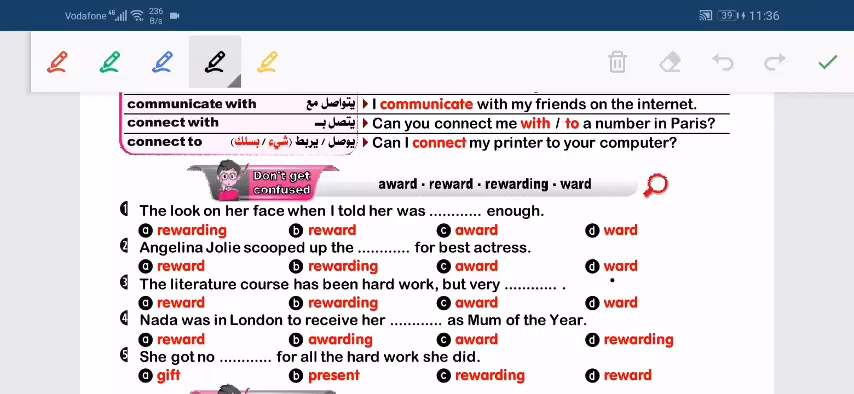 Vodafone 4G 236 B/s 39 11:36
communicate with يتواصل مع I communicate with my friends on the internet.
connect with يتصل بـ Can you connect me with / to a number in Paris?
connect to يوصل / يربط (شيء / بسلك) Can I connect my printer to your computer?
Don't get confused award - reward - rewarding - ward
1 The look on her face when I told her was ............ enough.
a rewarding b reward c award d ward
2 Angelina Jolie scooped up the ............ for best actress.
a reward b rewarding c award d ward
3 The literature course has been hard work, but very ............ .
a reward b rewarding c award d ward
4 Nada was in London to receive her ............ as Mum of the Year.
a reward b awarding c award d rewarding
5 She got no ............ for all the hard work she did.
a gift b present c rewarding d reward